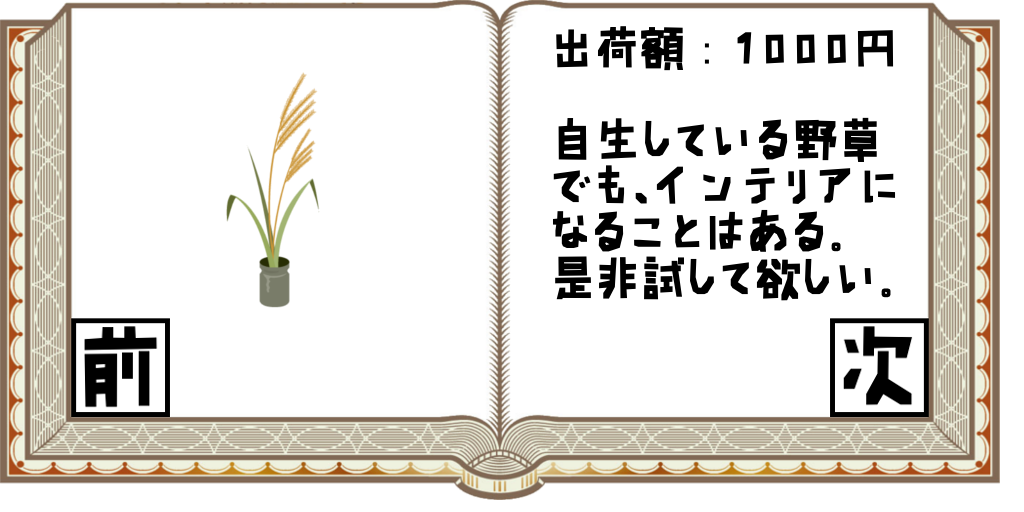 出荷額：1000円
自生している野草
でも、インテリアに
なることはある。
是非試して欲しい。
前
次